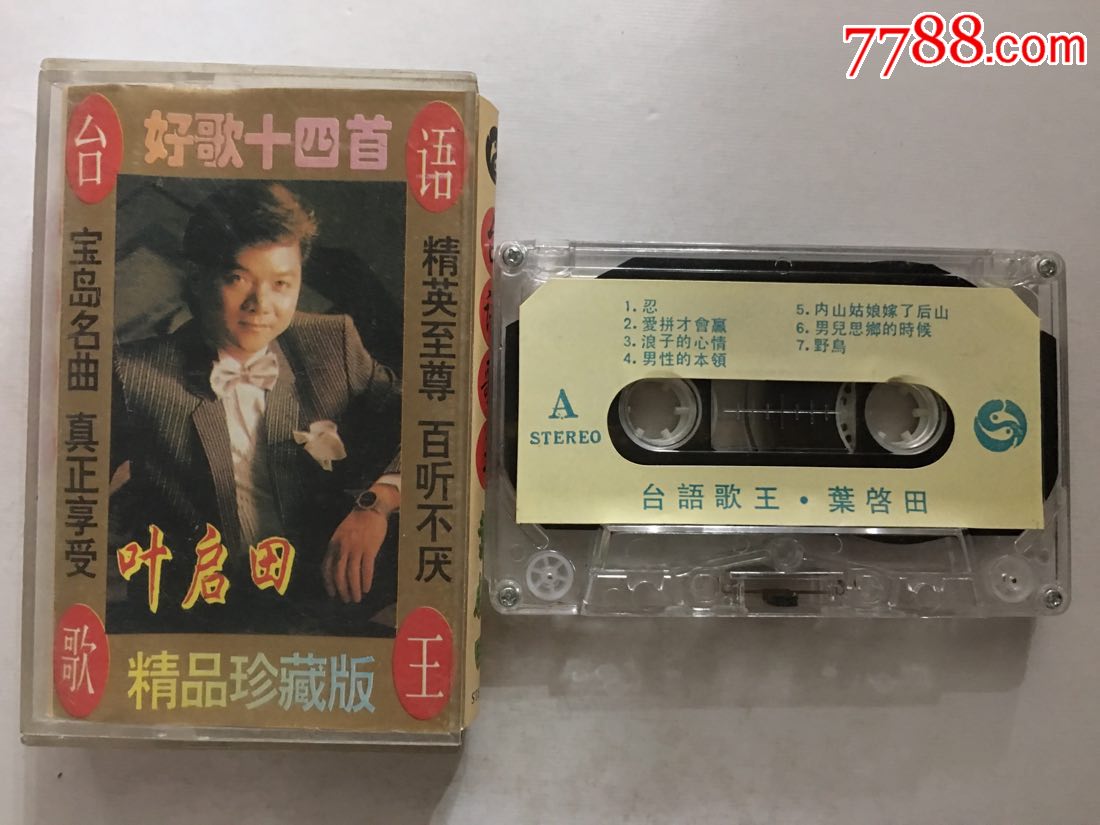 7788.com
好歌十四首
台
语
歌
王
宝岛名曲 真正享受
精英至尊 百听不厌
叶启田
精品珍藏版
1. 忍
2. 愛拼才會贏
3. 浪子的心情
4. 男性的本領
5. 内山姑娘嫁了后山
6. 男兒思鄉的時候
7. 野鳥
A
STEREO
台語歌王·葉啓田